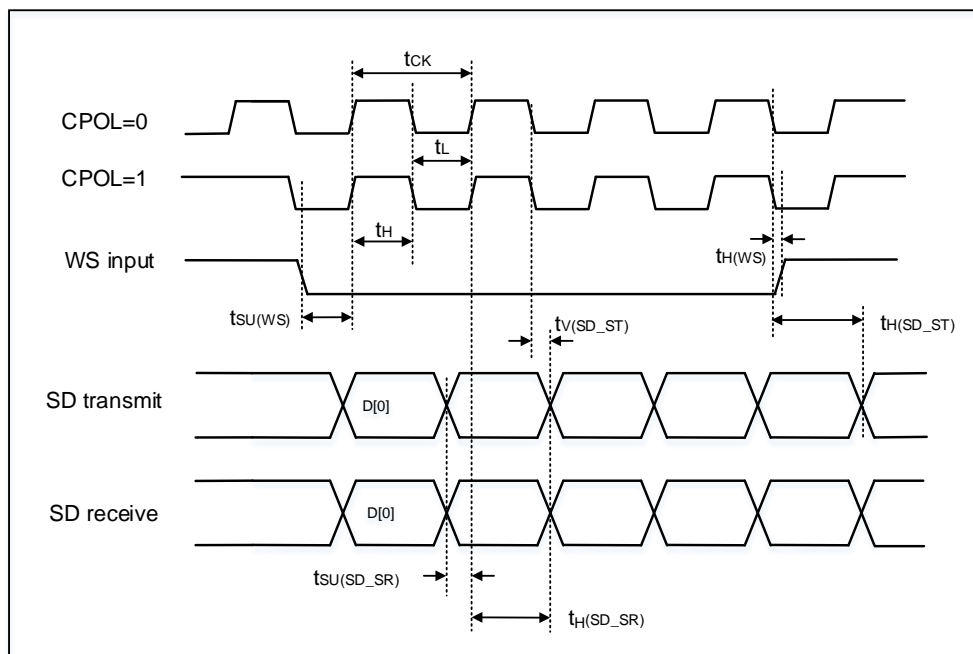 tCK
CPOL=0
tL
CPOL=1
tH
WS input
tH(WS)
tSU(WS)
tV(SD_ST)
tH(SD_ST)
SD transmit
D[0]
SD receive
D[0]
tSU(SD_SR)
tH(SD_SR)